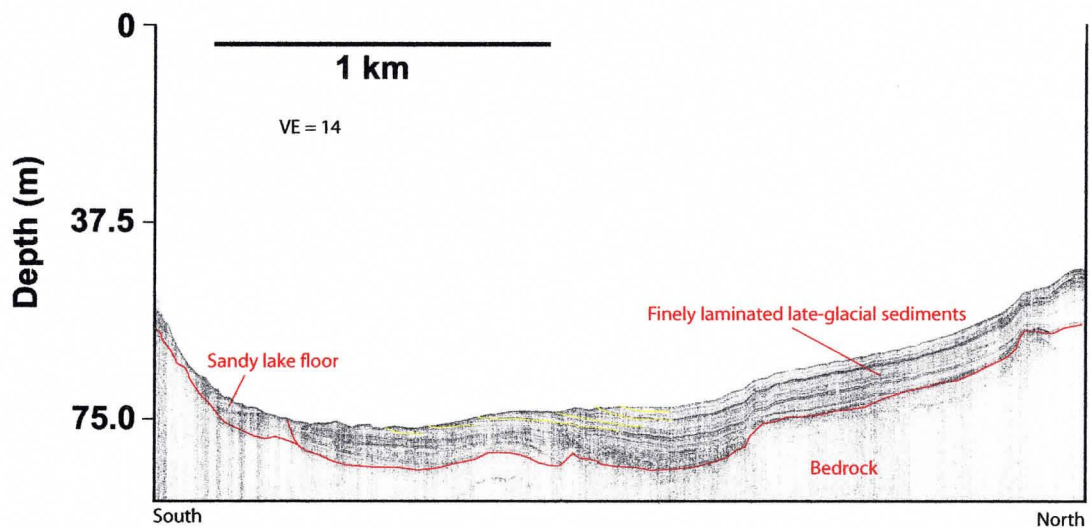 0
1 km
VE = 14
Depth (m)
37.5
Finely laminated late-glacial sediments
Sandy lake floor
75.0
Bedrock
South
North